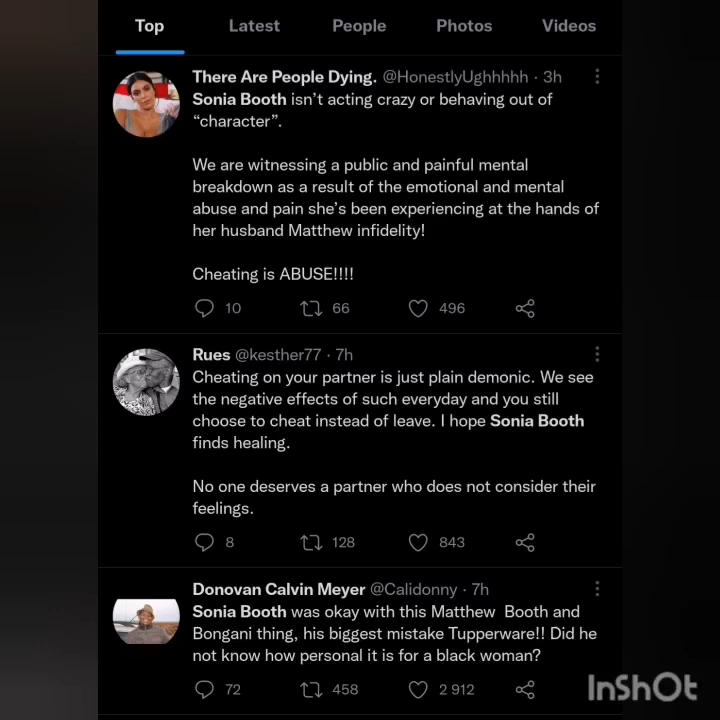 Top Latest People Photos Videos
There Are People Dying. @HonestlyUghhhhh · 3h
Sonia Booth isn’t acting crazy or behaving out of
“character”.
We are witnessing a public and painful mental
breakdown as a result of the emotional and mental
abuse and pain she’s been experiencing at the hands of
her husband Matthew infidelity!
Cheating is ABUSE!!!!
10 66 496
Rues @kesther77 · 7h
Cheating on your partner is just plain demonic. We see
the negative effects of such everyday and you still
choose to cheat instead of leave. I hope Sonia Booth
finds healing.
No one deserves a partner who does not consider their
feelings.
8 128 843
Donovan Calvin Meyer @Calidonny · 7h
Sonia Booth was okay with this Matthew Booth and
Bongani thing, his biggest mistake Tupperware!! Did he
not know how personal it is for a black woman?
72 458 2 912
InShOt